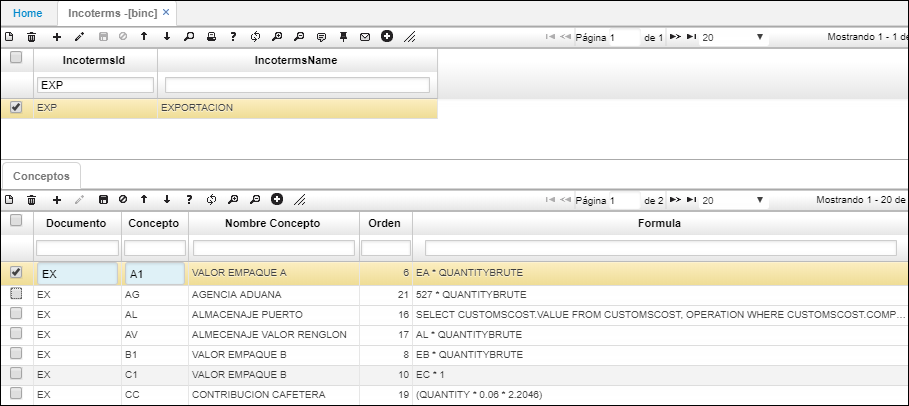 Home Incoterms -[binc] ×
Página 1 de 1 20 Mostrando 1 - 1 de
IncotermsId IncotermsName
EXP
EXP EXPORTACION
Conceptos
Página 1 de 2 20 Mostrando 1 - 20 de
Documento Concepto Nombre Concepto Orden Formula
EX A1 VALOR EMPAQUE A 6 EA * QUANTITYBRUTE
EX AG AGENCIA ADUANA 21 527 * QUANTITYBRUTE
EX AL ALMACENAJE PUERTO 16 SELECT CUSTOMSCOST.VALUE FROM CUSTOMSCOST, OPERATION WHERE CUSTOMSCOST.COMP...
EX AV ALMECENAJE VALOR RENGLON 17 AL * QUANTITYBRUTE
EX B1 VALOR EMPAQUE B 8 EB * QUANTITYBRUTE
EX C1 VALOR EMPAQUE B 10 EC * 1
EX CC CONTRIBUCION CAFETERA 19 (QUANTITY * 0.06 * 2.2046)